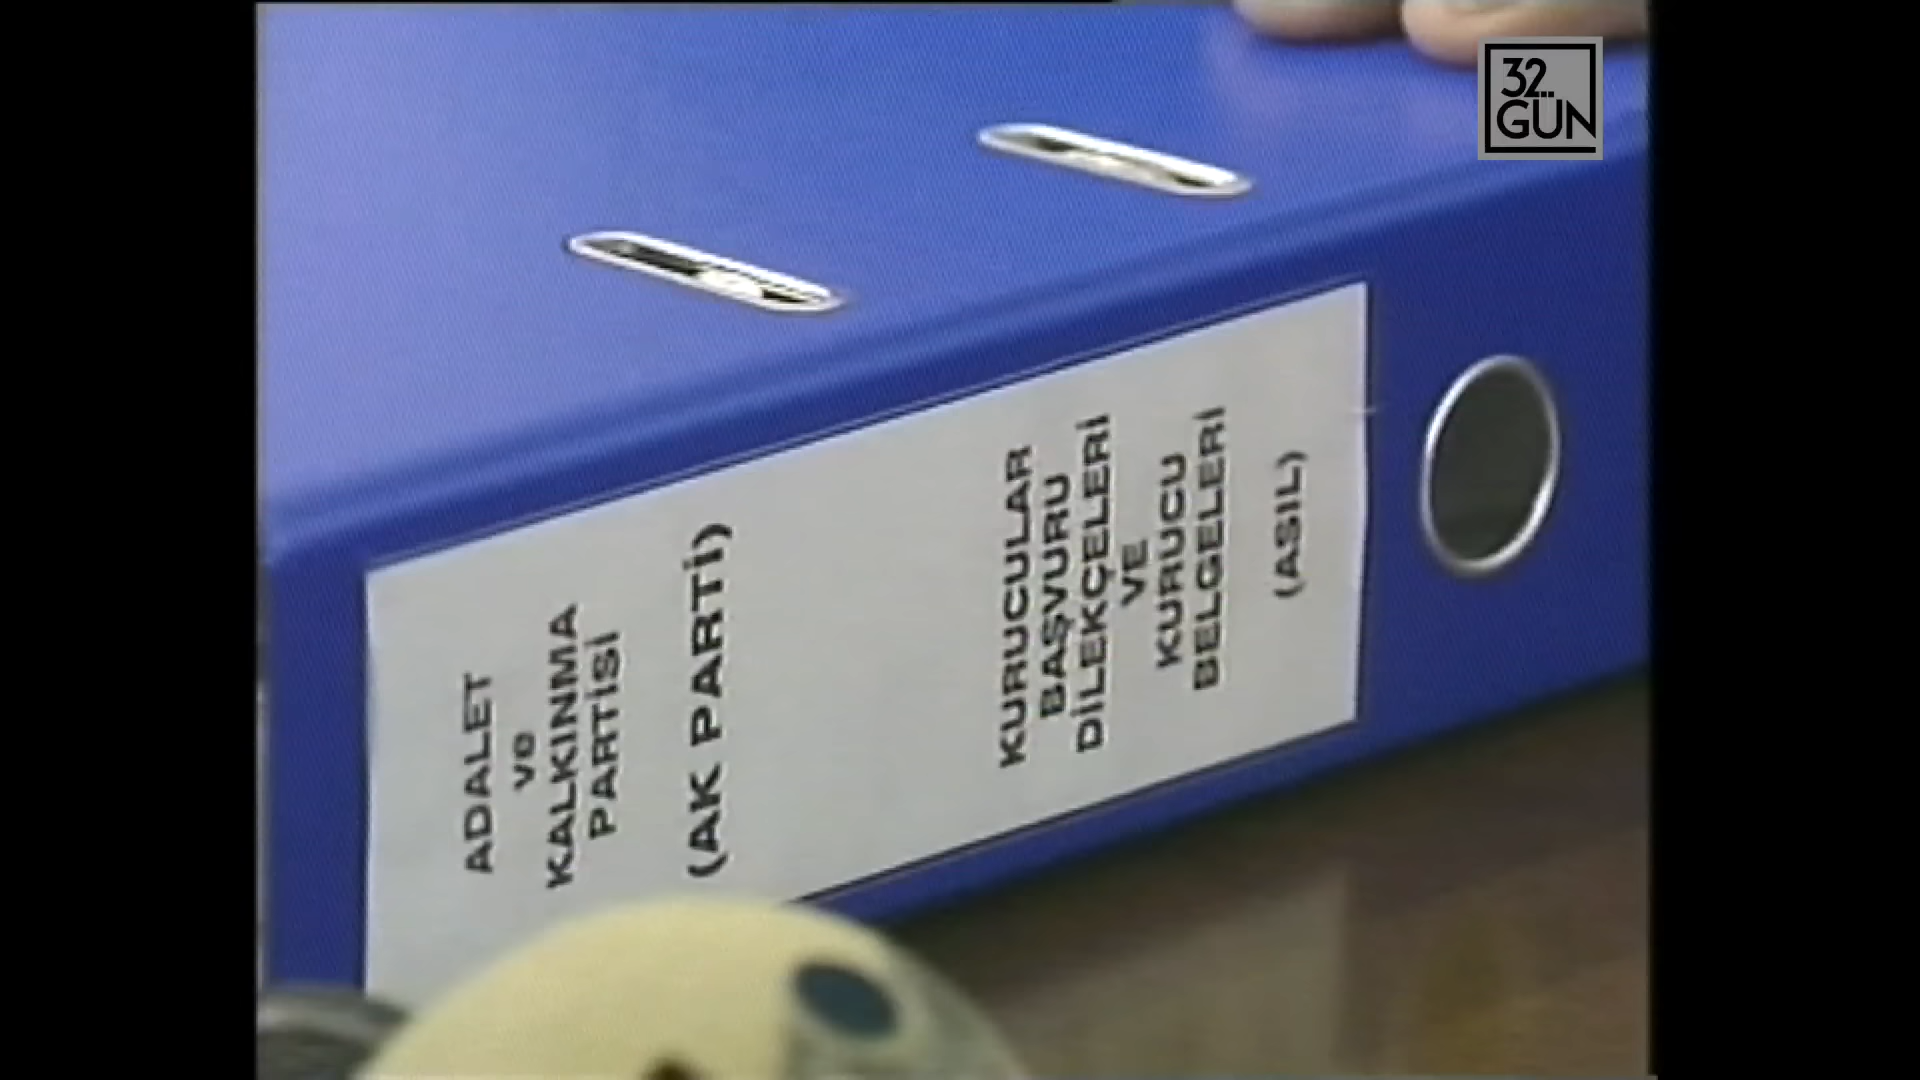 32.
GÜN
ADALET
ve
KALKINMA
PARTİSİ
(AK PARTİ)
KURUCULAR
BAŞVURU
DİLEKÇELERİ
VE
KURUCU
BELGELERİ
(ASIL)